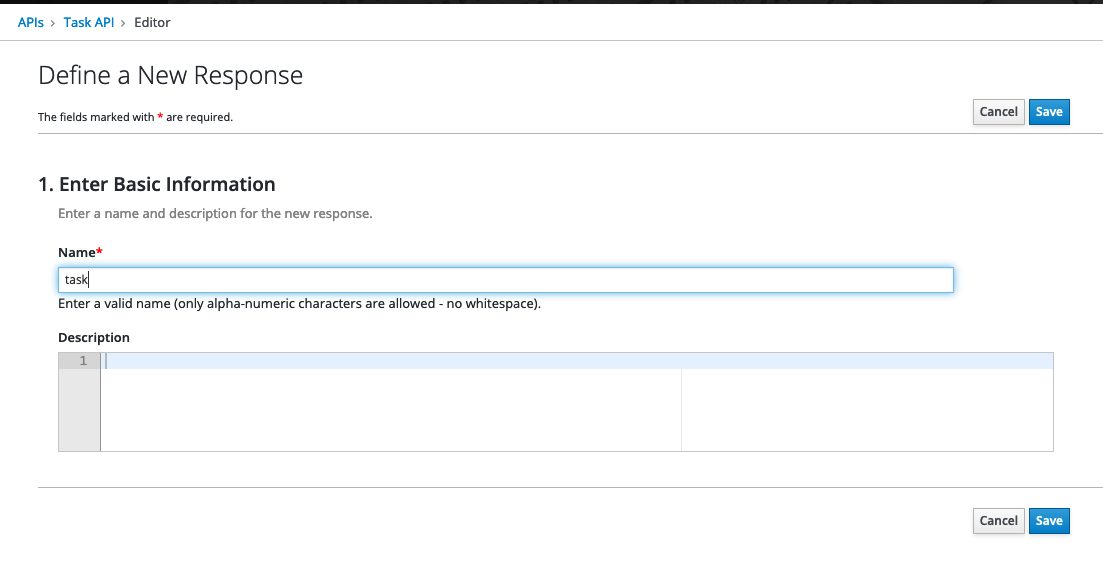 APIs > Task API > Editor
Define a New Response
The fields marked with * are required.
Cancel Save
1. Enter Basic Information
Enter a name and description for the new response.
Name*
task
Enter a valid name (only alpha-numeric characters are allowed - no whitespace).
Description
1
Cancel Save